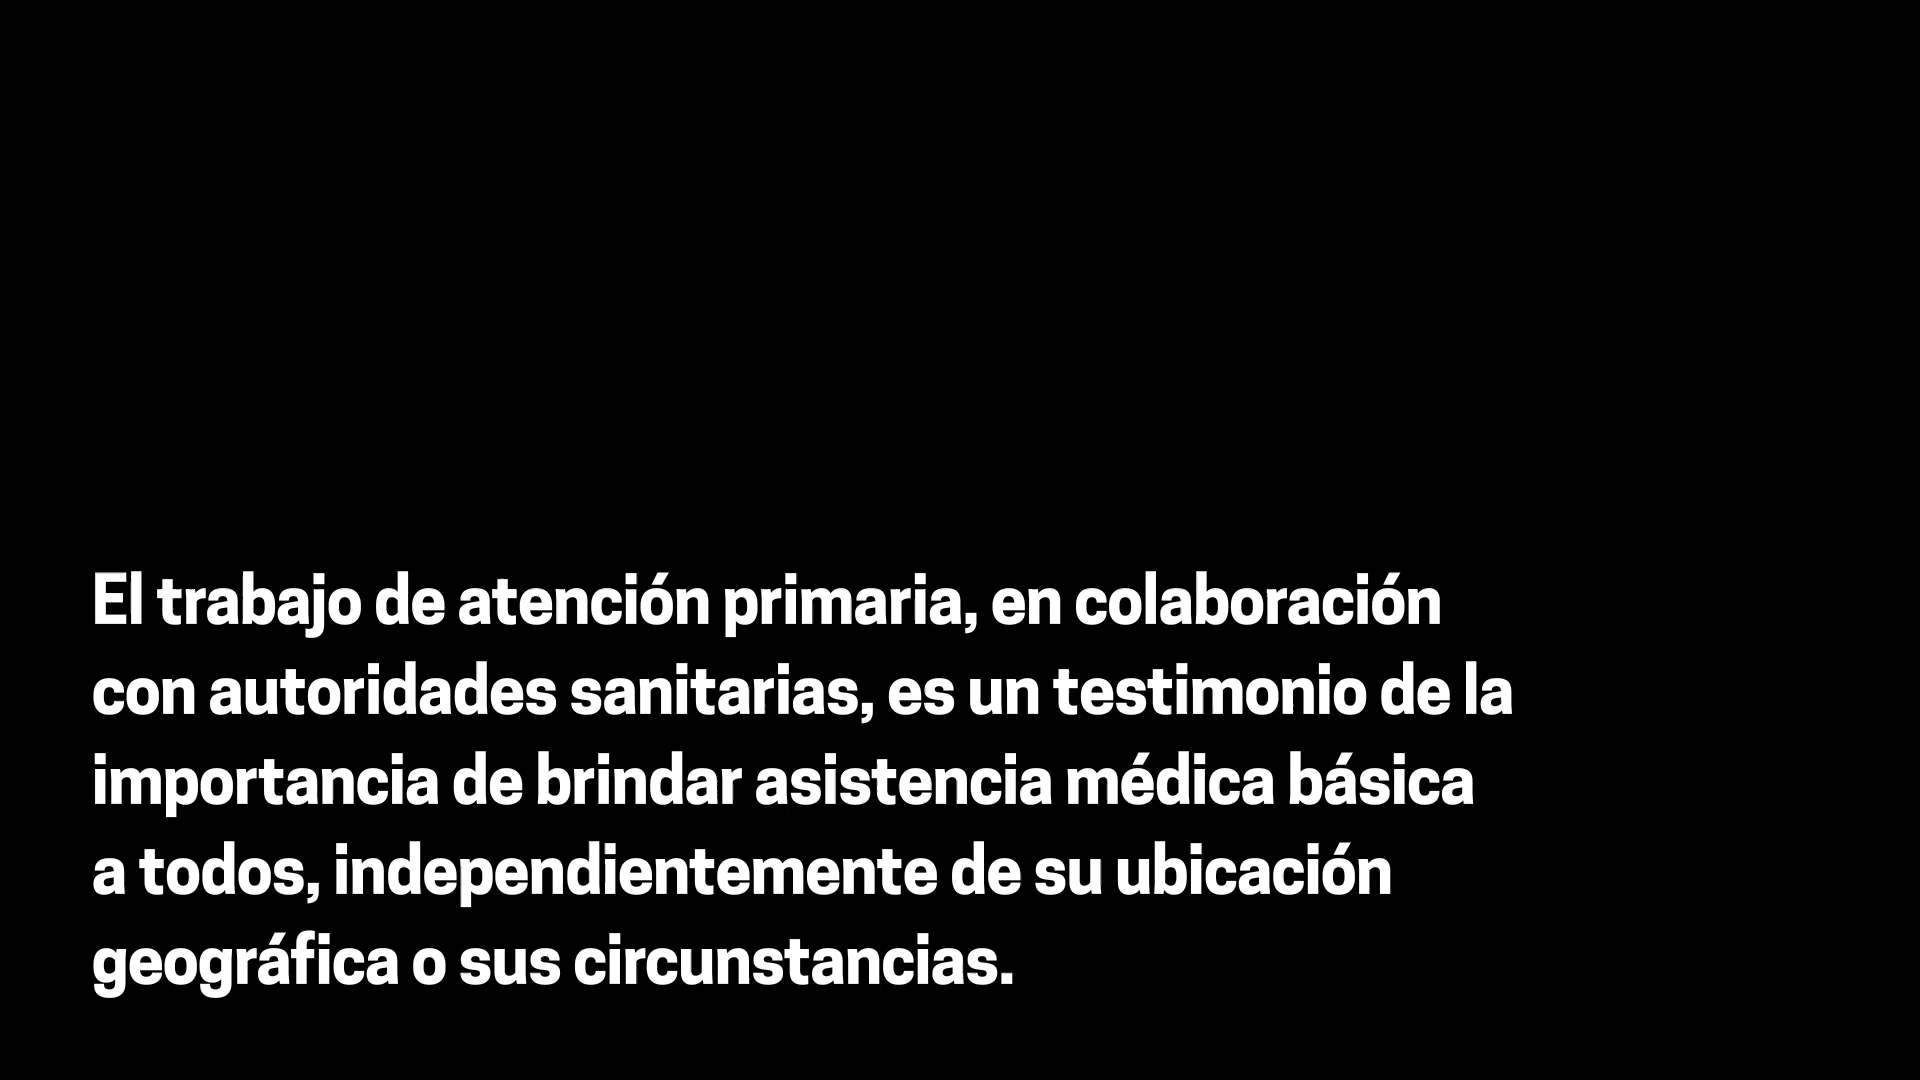 El trabajo de atención primaria, en colaboración
con autoridades sanitarias, es un testimonio de la
importancia de brindar asistencia médica básica
a todos, independientemente de su ubicación
geográfica o sus circunstancias.